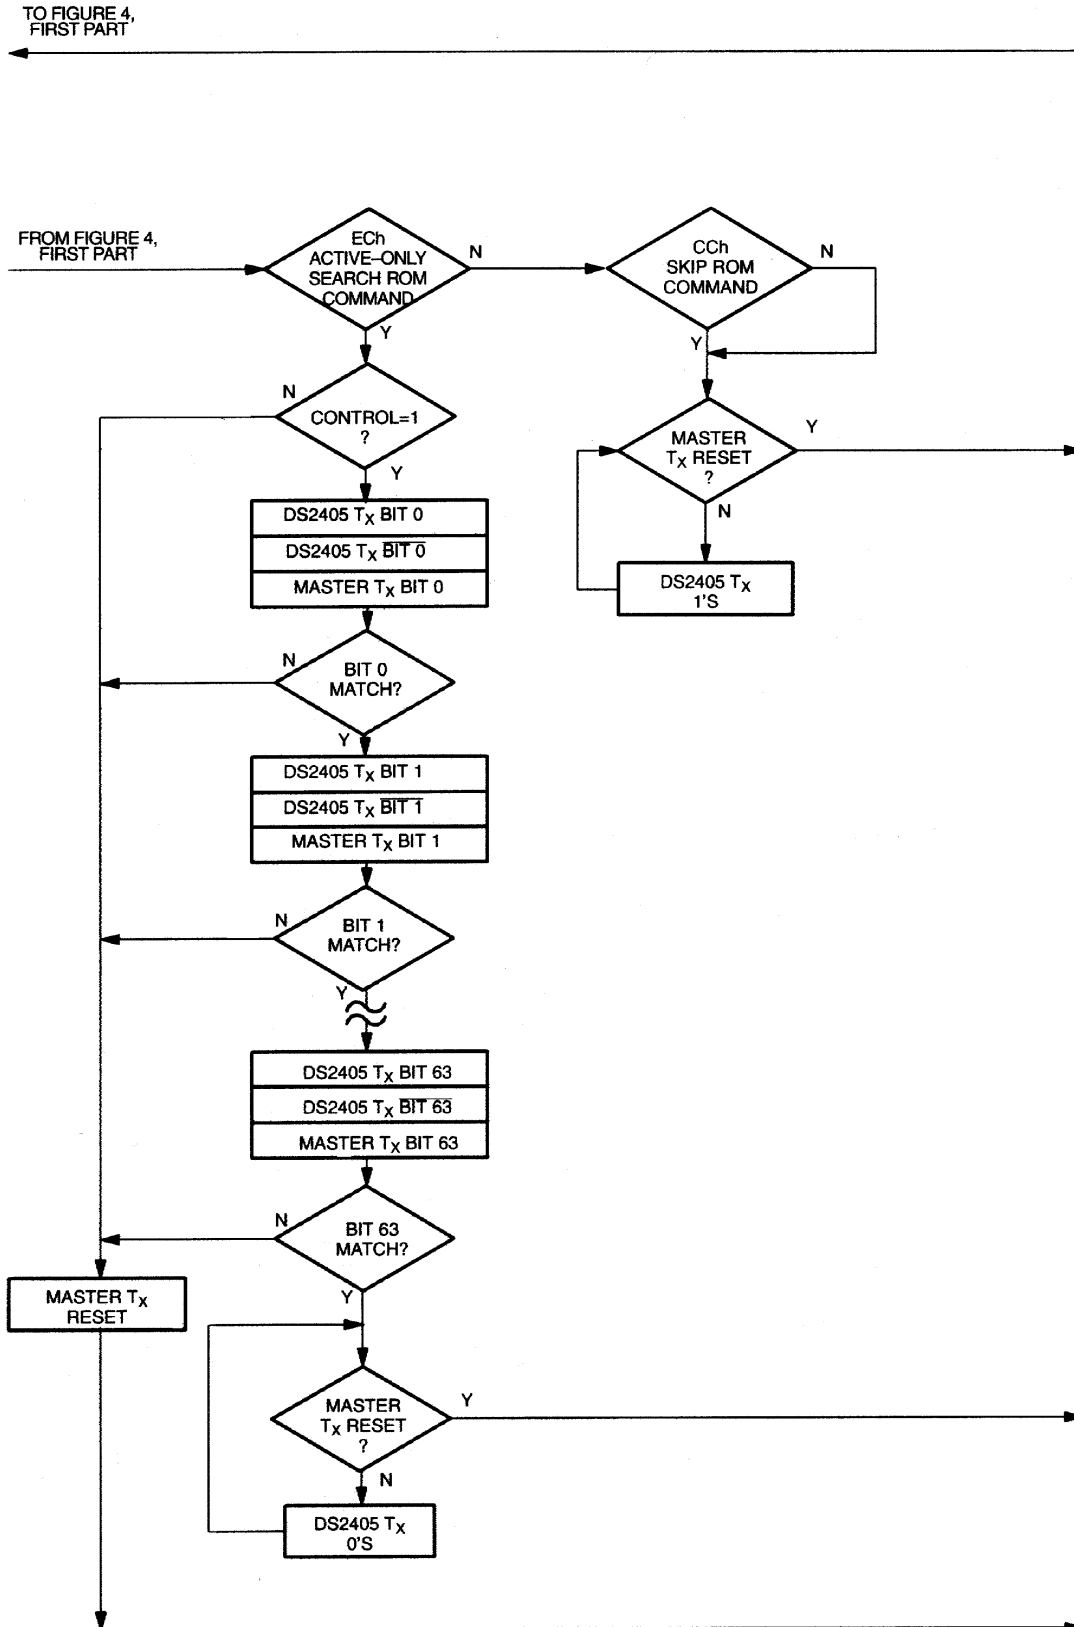 TO FIGURE 4,
FIRST PART
FROM FIGURE 4,
FIRST PART
ECh
ACTIVE–ONLY
SEARCH ROM
COMMAND
N
Y
CCh
SKIP ROM
COMMAND
N
Y
N
CONTROL=1
?
Y
MASTER
TX RESET
?
Y
N
DS2405 TX
1'S
DS2405 TX BIT 0
DS2405 TX BIT 0
MASTER TX BIT 0
N
BIT 0
MATCH?
Y
DS2405 TX BIT 1
DS2405 TX BIT 1
MASTER TX BIT 1
N
BIT 1
MATCH?
Y
DS2405 TX BIT 63
DS2405 TX BIT 63
MASTER TX BIT 63
N
BIT 63
MATCH?
Y
MASTER TX
RESET
MASTER
TX RESET
?
Y
N
DS2405 TX
0'S